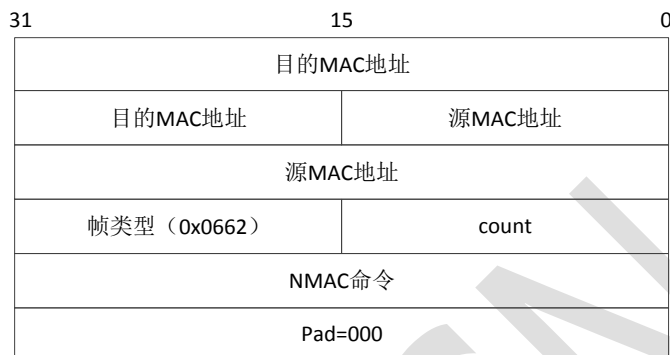 31 15 0
目的MAC地址
目的MAC地址 源MAC地址
源MAC地址
帧类型（0x0662） count
NMAC命令
Pad=000